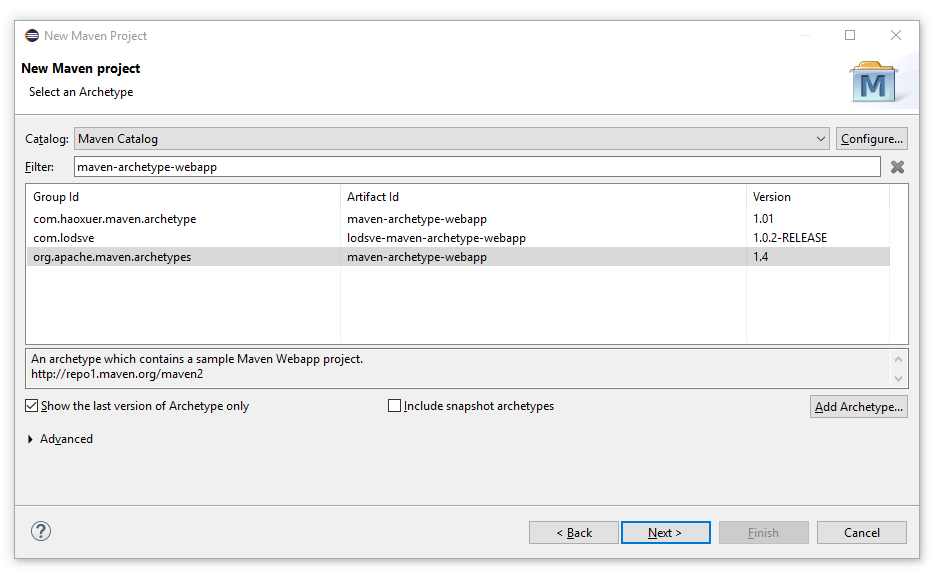 New Maven Project
New Maven project
Select an Archetype
M
Catalog: Maven Catalog Configure...
Filter: maven-archetype-webapp
Group Id Artifact Id Version
com.haoxuer.maven.archetype maven-archetype-webapp 1.01
com.lodsve lodsve-maven-archetype-webapp 1.0.2-RELEASE
org.apache.maven.archetypes maven-archetype-webapp 1.4
An archetype which contains a sample Maven Webapp project.
http://repo1.maven.org/maven2
Show the last version of Archetype only Include snapshot archetypes Add Archetype...
Advanced
? < Back Next > Finish Cancel